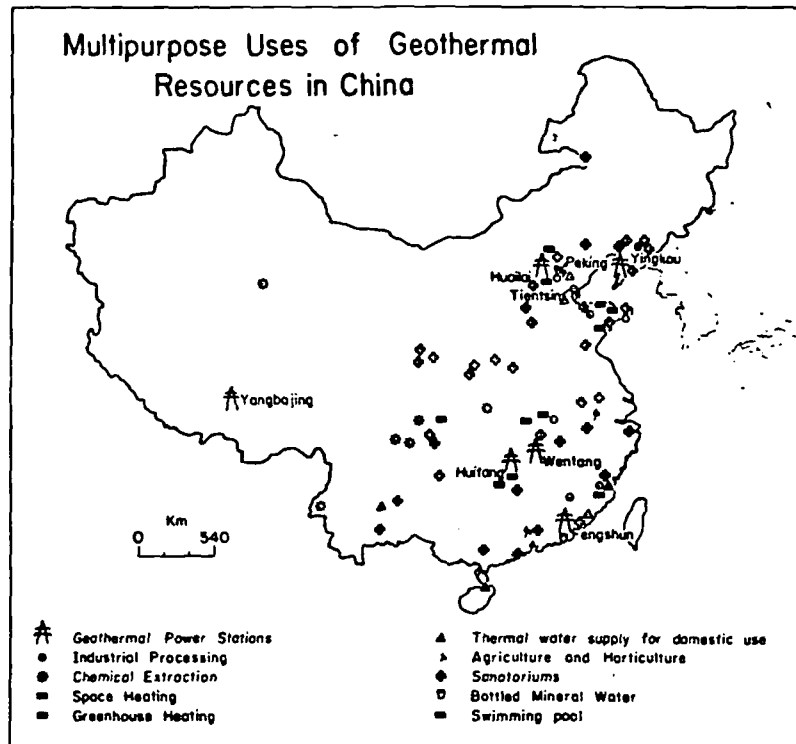 Multipurpose Uses of Geothermal
Resources in China
Peking
Yingkou
Huailai
Tientsin
Yangbajing
Wentang
Huitang
Fengshun
Km
0 540
Geothermal Power Stations
Industrial Processing
Chemical Extraction
Space Heating
Greenhouse Heating
Thermal water supply for domestic use
Agriculture and Horticulture
Sanatoriums
Bottled Mineral Water
Swimming pool